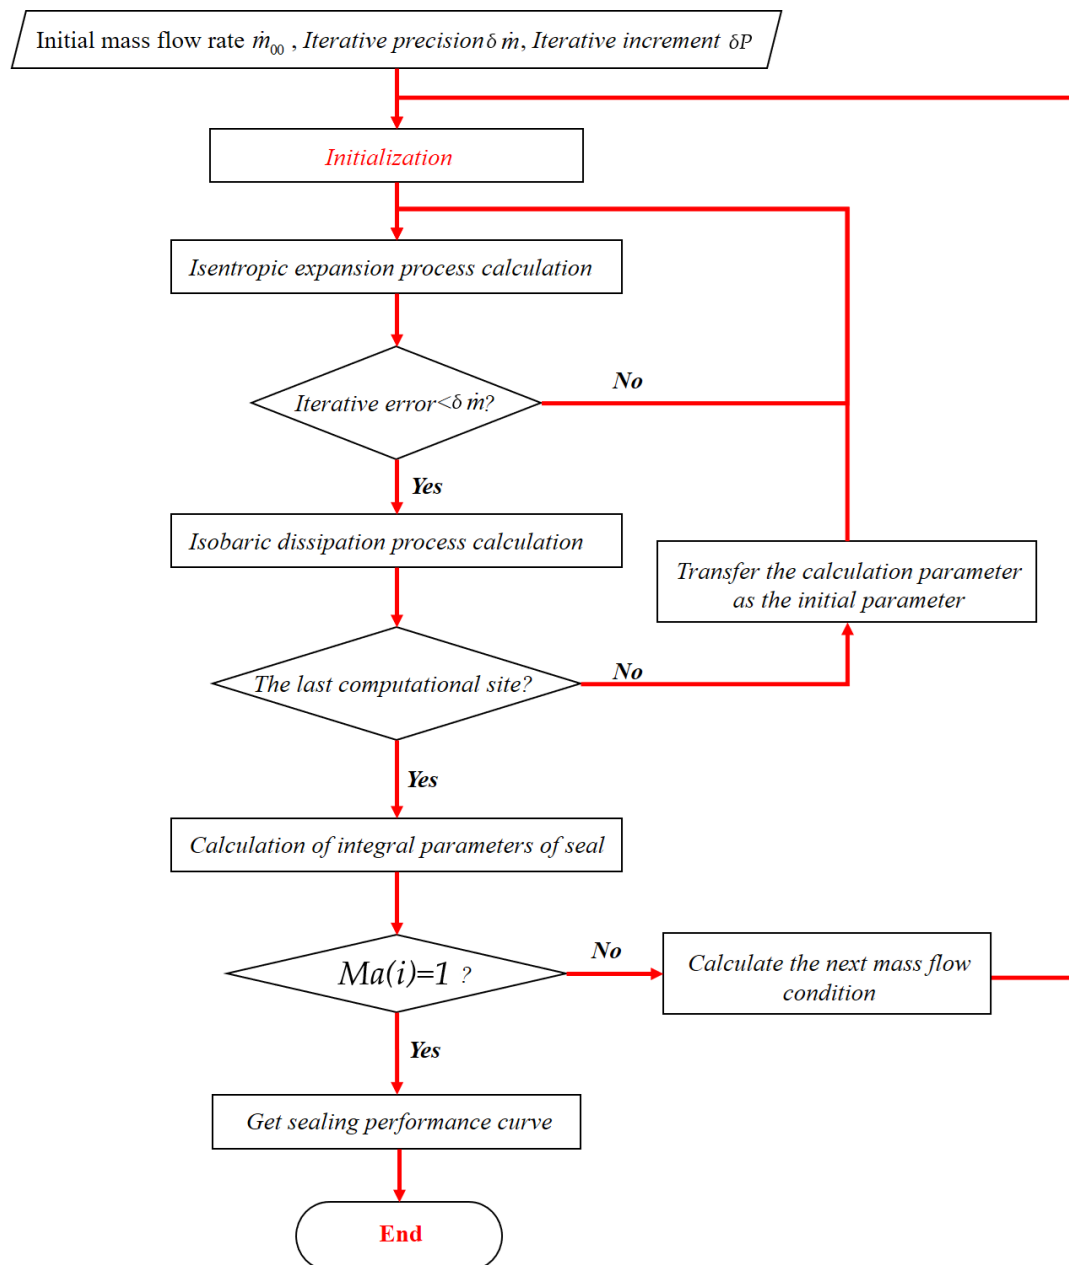 Initial mass flow rate ṁ₀₀ , Iterative precision δ ṁ, Iterative increment δP
Initialization
Isentropic expansion process calculation
Iterative error<δ ṁ?
No
Yes
Isobaric dissipation process calculation
Transfer the calculation parameter
as the initial parameter
The last computational site?
No
Yes
Calculation of integral parameters of seal
Ma(i)=1 ?
No
Calculate the next mass flow
condition
Yes
Get sealing performance curve
End